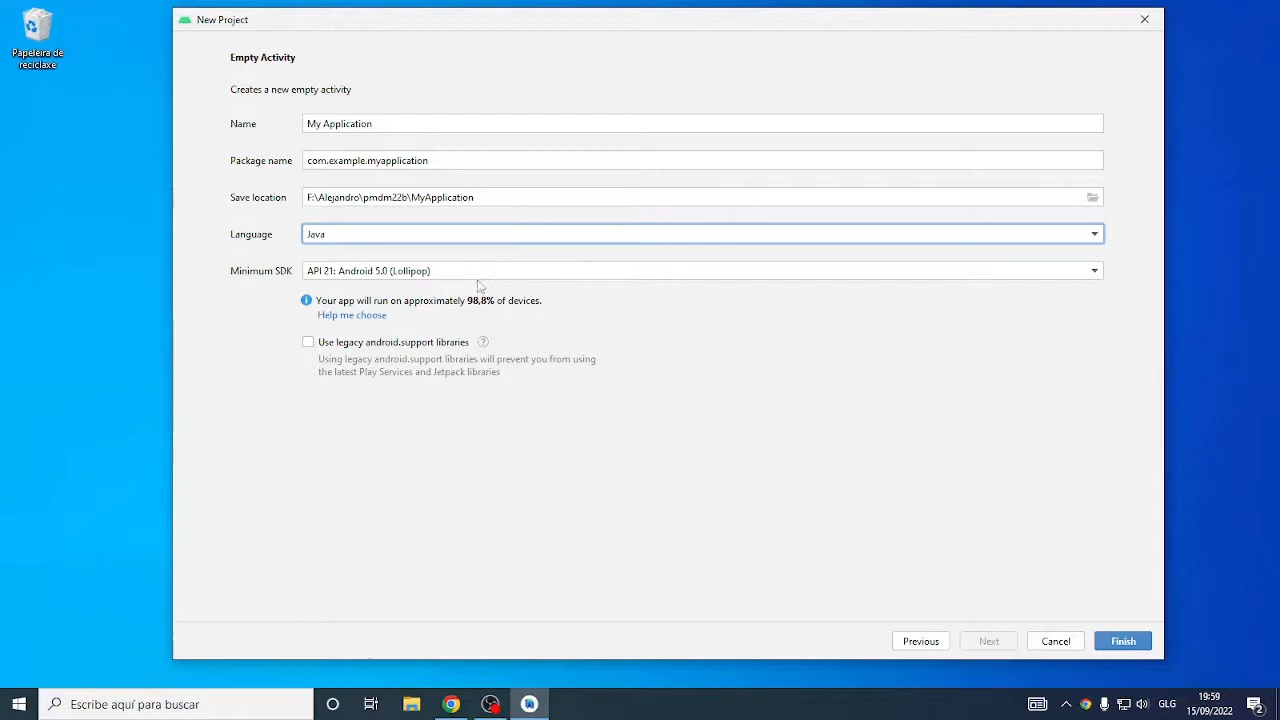 Papeleira de
reciclaxe
New Project
Empty Activity
Creates a new empty activity
Name
My Application
Package name
com.example.myapplication
Save location
F:\Alejandro\pmdm22b\MyApplication
Language
Java
Minimum SDK
API 21: Android 5.0 (Lollipop)
Your app will run on approximately 98,8% of devices.
Help me choose
Use legacy android.support libraries
?
Using legacy android.support libraries will prevent you from using
the latest Play Services and Jetpack libraries
Previous
Next
Cancel
Finish
Escribe aquí para buscar
GLG
19:59
15/09/2022
2